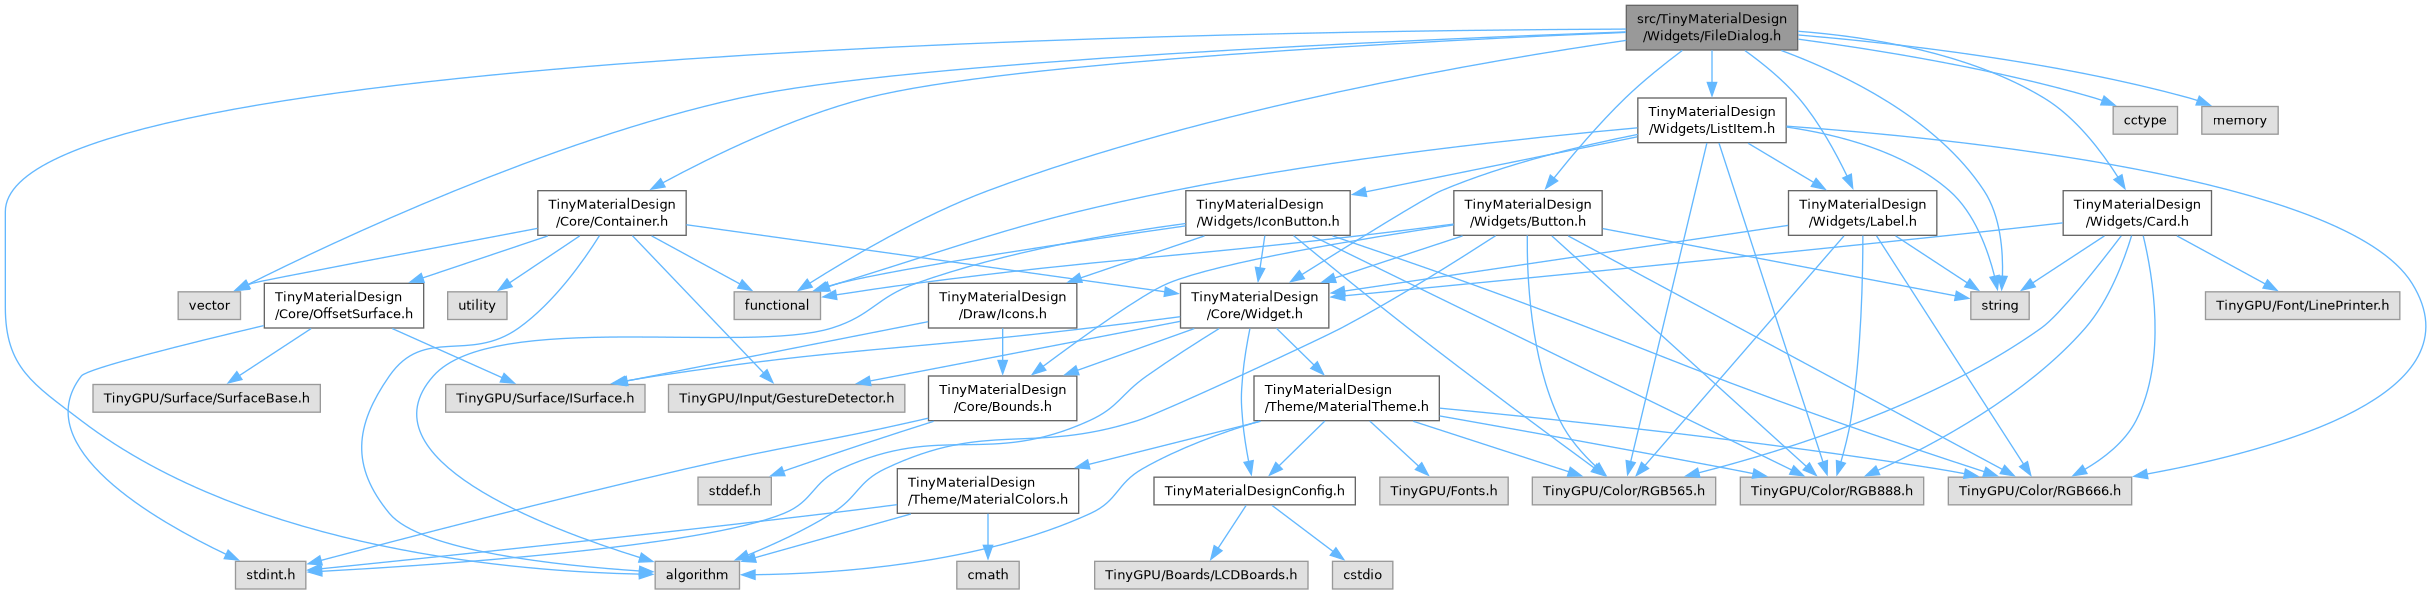 src/TinyMaterialDesign
/Widgets/FileDialog.h
TinyMaterialDesign
/Widgets/ListItem.h
cctype
memory
TinyMaterialDesign
/Core/Container.h
TinyMaterialDesign
/Widgets/IconButton.h
TinyMaterialDesign
/Widgets/Button.h
TinyMaterialDesign
/Widgets/Label.h
TinyMaterialDesign
/Widgets/Card.h
vector
TinyMaterialDesign
/Core/OffsetSurface.h
utility
functional
TinyMaterialDesign
/Draw/Icons.h
TinyMaterialDesign
/Core/Widget.h
string
TinyGPU/Font/LinePrinter.h
TinyGPU/Surface/SurfaceBase.h
TinyGPU/Surface/ISurface.h
TinyGPU/Input/GestureDetector.h
TinyMaterialDesign
/Core/Bounds.h
TinyMaterialDesign
/Theme/MaterialTheme.h
stddef.h
TinyMaterialDesign
/Theme/MaterialColors.h
TinyMaterialDesignConfig.h
TinyGPU/Fonts.h
TinyGPU/Color/RGB565.h
TinyGPU/Color/RGB888.h
TinyGPU/Color/RGB666.h
stdint.h
algorithm
cmath
TinyGPU/Boards/LCDBoards.h
cstdio